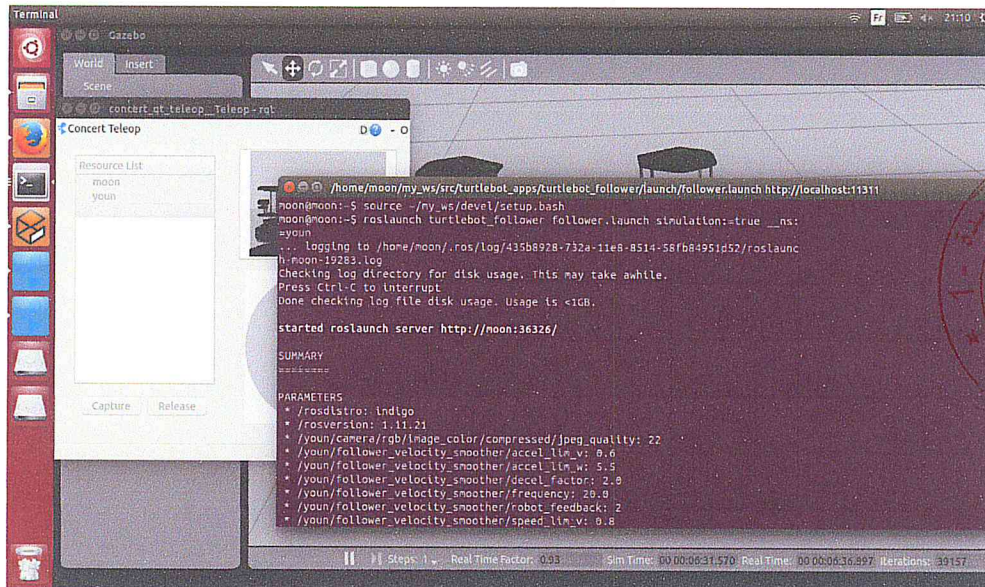 Terminal
Fr
21:10
Gazebo
World Insert
Scene
concert_qt_teleop__Teleop - rqt
Concert Teleop
D - O
Resource List
moon
youn
Capture Release
/home/moon/my_ws/src/turtlebot_apps/turtlebot_follower/launch/follower.launch http://localhost:11311
moon@moon:~$ source ~/my_ws/devel/setup.bash
moon@moon:~$ roslaunch turtlebot_follower follower.launch simulation:=true __ns:
=youn
... logging to /home/moon/.ros/log/435b8928-732a-11e8-8514-58fb84951d52/roslaunc
h-moon-19283.log
Checking log directory for disk usage. This may take awhile.
Press Ctrl-C to interrupt
Done checking log file disk usage. Usage is <1GB.
started roslaunch server http://moon:36326/
SUMMARY
========
PARAMETERS
* /rosdistro: indigo
* /rosversion: 1.11.21
* /youn/camera/rgb/image_color/compressed/jpeg_quality: 22
* /youn/follower_velocity_smoother/accel_lim_v: 0.6
* /youn/follower_velocity_smoother/accel_lim_w: 5.5
* /youn/follower_velocity_smoother/decel_factor: 2.0
* /youn/follower_velocity_smoother/frequency: 20.0
* /youn/follower_velocity_smoother/robot_feedback: 2
* /youn/follower_velocity_smoother/speed_lim_v: 0.8
Steps: 1 Real Time Factor: 0.93 Sim Time: 00 00:06:31.570 Real Time: 00 00:06:36.997 Iterations: 39157